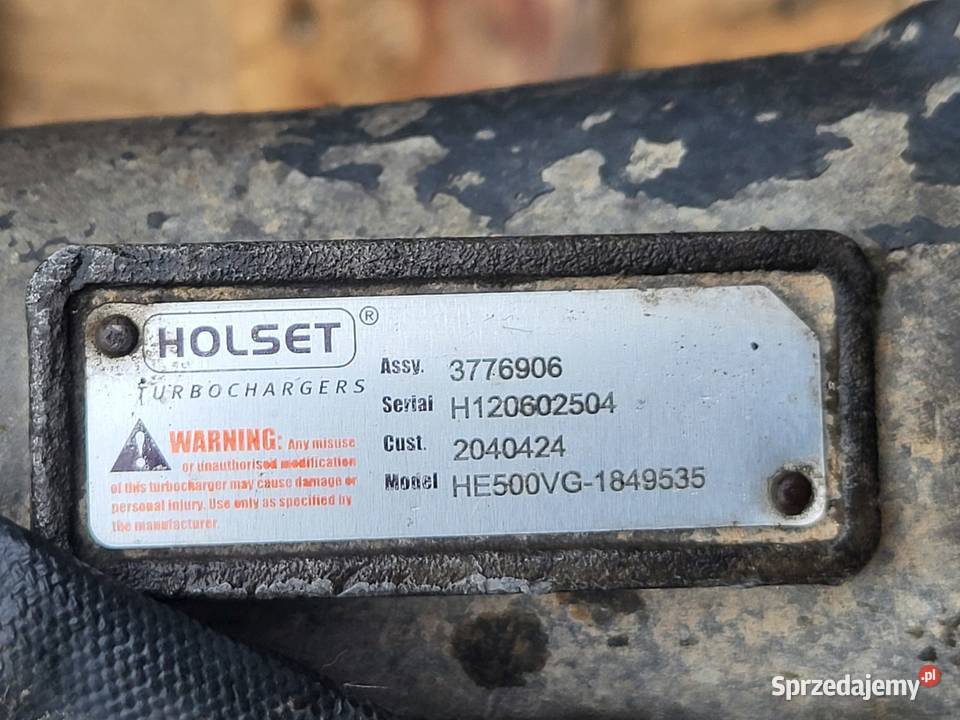 HOLSET®
TURBOCHARGERS
WARNING: Any misuse
or unauthorised modification
of this turbocharger may cause damage or
personal injury. Use only as specified by
the manufacturer.
Assy. 3776906
Serial H120602504
Cust. 2040424
Model HE500VG-1849535
Sprzedajemy.pl